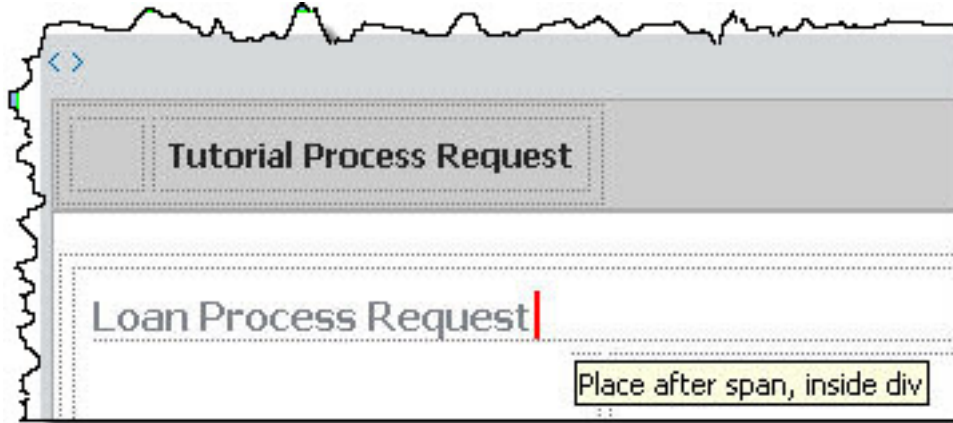 Tutorial Process Request
Loan Process Request
Place after span, inside div